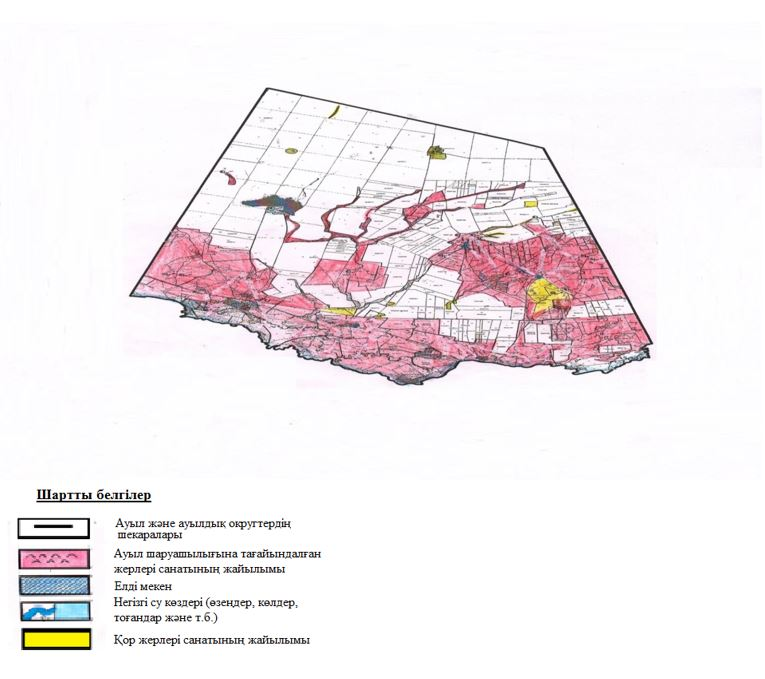 Шартты белгілер
Ауыл және ауылдық округтердің
шекаралары
Ауыл шаруашылығына тағайындалған
жерлері санатының жайылымы
Елді мекен
Негізгі су көздері (өзендер, көлдер,
тоғандар және т.б.)
Қор жерлері санатының жайылымы